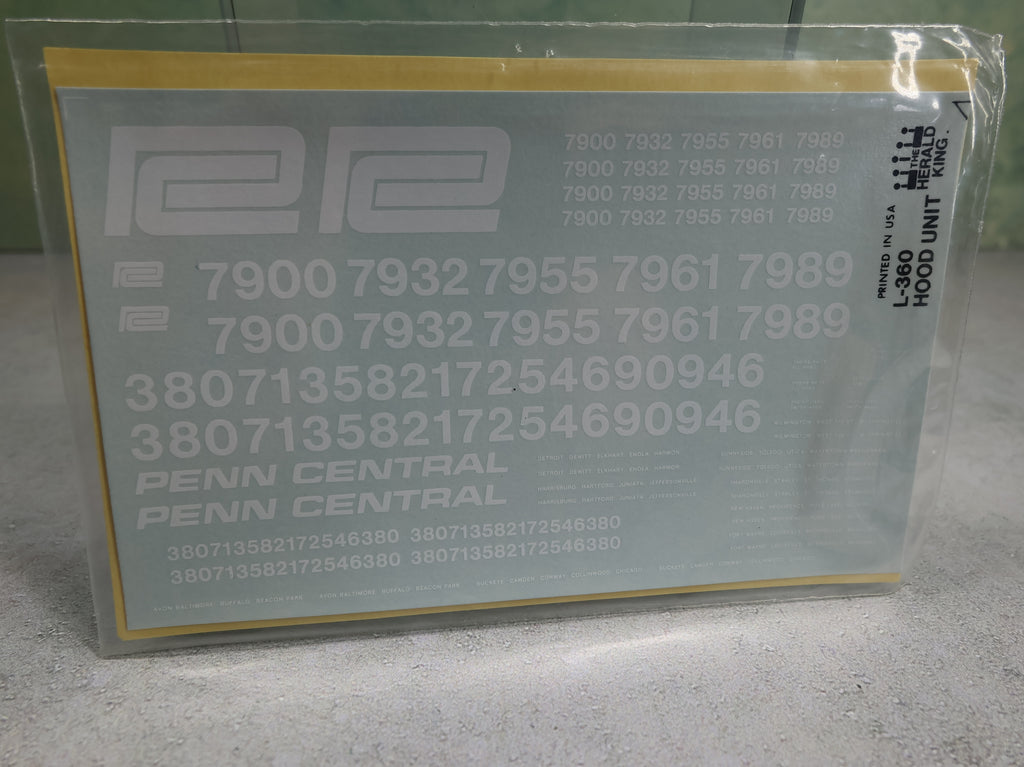 7900 7932 7955 7961 7989
7900 7932 7955 7961 7989
7900 7932 7955 7961 7989
7900 7932 7955 7961 7989
7900 7932 7955 7961 7989
7900 7932 7955 7961 7989
38071358217254690946
38071358217254690946
PENN CENTRAL
PENN CENTRAL
380713582172546380 380713582172546380
380713582172546380 380713582172546380
DETROIT DEWITT ELKHART ENOLA HARMON
DETROIT DEWITT ELKHART ENOLA HARMON
HARRISBURG HARTFORD JUNIATA JEFFERSONVILLE
HARRISBURG HARTFORD JUNIATA JEFFERSONVILLE
AVON BALTIMORE BUFFALO BEACON PARK AVON BALTIMORE BUFFALO BEACON PARK
BUCKEYE CAMDEN CONWAY COLLINWOOD CHICAGO BUCKEYE CAMDEN CONWAY COLLINWOOD CHICAGO
THE
HERALD
KING.
PRINTED IN USA
L-360
HOOD UNIT